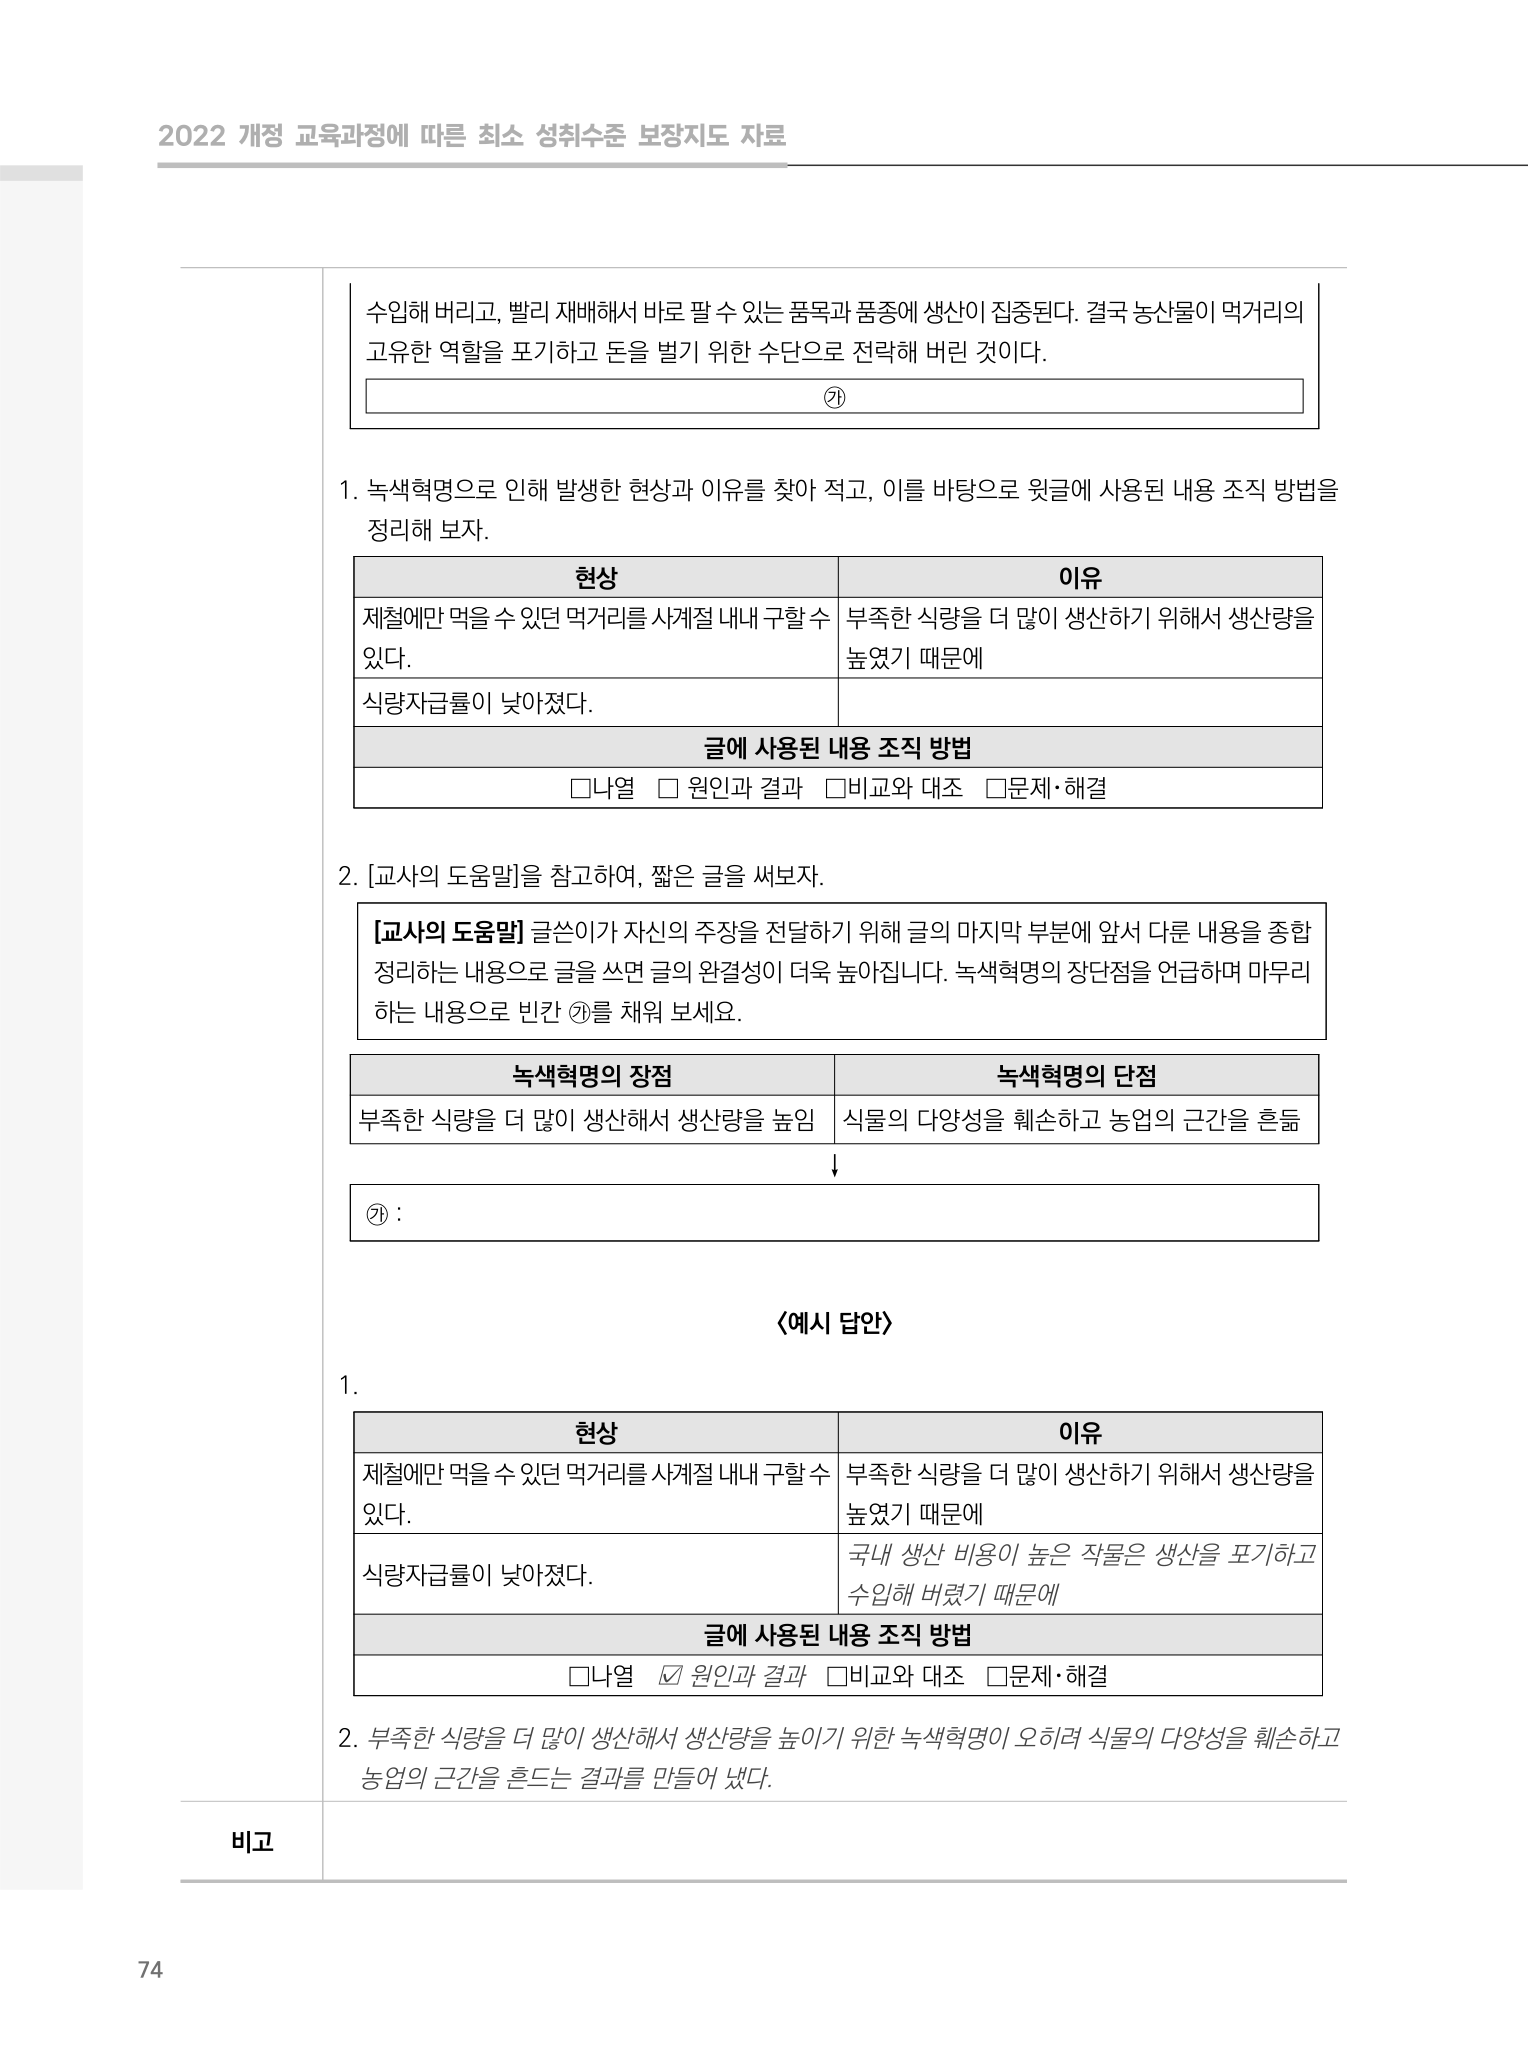 2022 개정 교육과정에 따른 최소 성취수준 보장지도 자료
수입해 버리고, 빨리 재배해서 바로 팔 수 있는 품목과 품종에 생산이 집중된다. 결국 농산물이 먹거리의
고유한 역할을 포기하고 돈을 벌기 위한 수단으로 전락해 버린 것이다.
㉮
1. 녹색혁명으로 인해 발생한 현상과 이유를 찾아 적고, 이를 바탕으로 윗글에 사용된 내용 조직 방법을
정리해 보자.
현상 이유
제철에만 먹을 수 있던 먹거리를 사계절 내내 구할 수 부족한 식량을 더 많이 생산하기 위해서 생산량을
있다. 높였기 때문에
식량자급률이 낮아졌다.
글에 사용된 내용 조직 방법
□나열 □ 원인과 결과 □비교와 대조 □문제·해결
2. [교사의 도움말]을 참고하여, 짧은 글을 써보자.
[교사의 도움말] 글쓴이가 자신의 주장을 전달하기 위해 글의 마지막 부분에 앞서 다룬 내용을 종합
정리하는 내용으로 글을 쓰면 글의 완결성이 더욱 높아집니다. 녹색혁명의 장단점을 언급하며 마무리
하는 내용으로 빈칸 ㉮를 채워 보세요.
녹색혁명의 장점 녹색혁명의 단점
부족한 식량을 더 많이 생산해서 생산량을 높임 식물의 다양성을 훼손하고 농업의 근간을 흔듦
↓
㉮ :
〈예시 답안〉
1.
현상 이유
제철에만 먹을 수 있던 먹거리를 사계절 내내 구할 수 부족한 식량을 더 많이 생산하기 위해서 생산량을
있다. 높였기 때문에
식량자급률이 낮아졌다. 국내 생산 비용이 높은 작물은 생산을 포기하고
수입해 버렸기 때문에
글에 사용된 내용 조직 방법
□나열 ☑ 원인과 결과 □비교와 대조 □문제·해결
2. 부족한 식량을 더 많이 생산해서 생산량을 높이기 위한 녹색혁명이 오히려 식물의 다양성을 훼손하고
농업의 근간을 흔드는 결과를 만들어 냈다.
비고
74